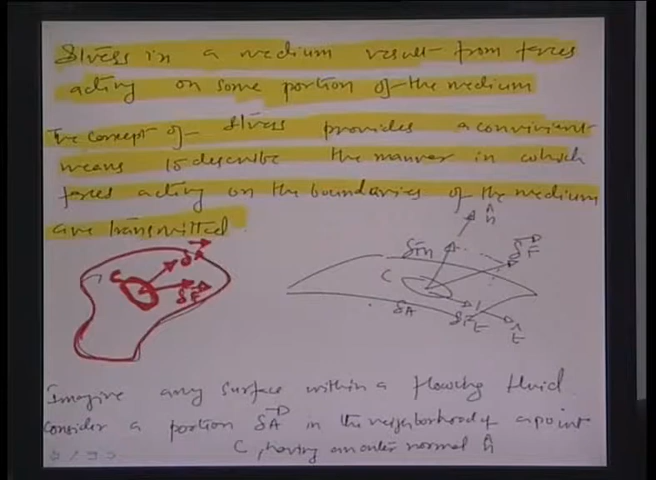 Stress in a medium result from forces
acting on some portion of the medium
The concept of stress provides a convinient
means to describe the manner in which
forces acting on the boundaries of the medium
are transmitted
C δA
δF
n̂
δFn δF
C
δA δFt t̂
Imagine any surface within a flowing fluid
Consider a portion δA in the neighborhood of a point
C, having an outer normal n̂